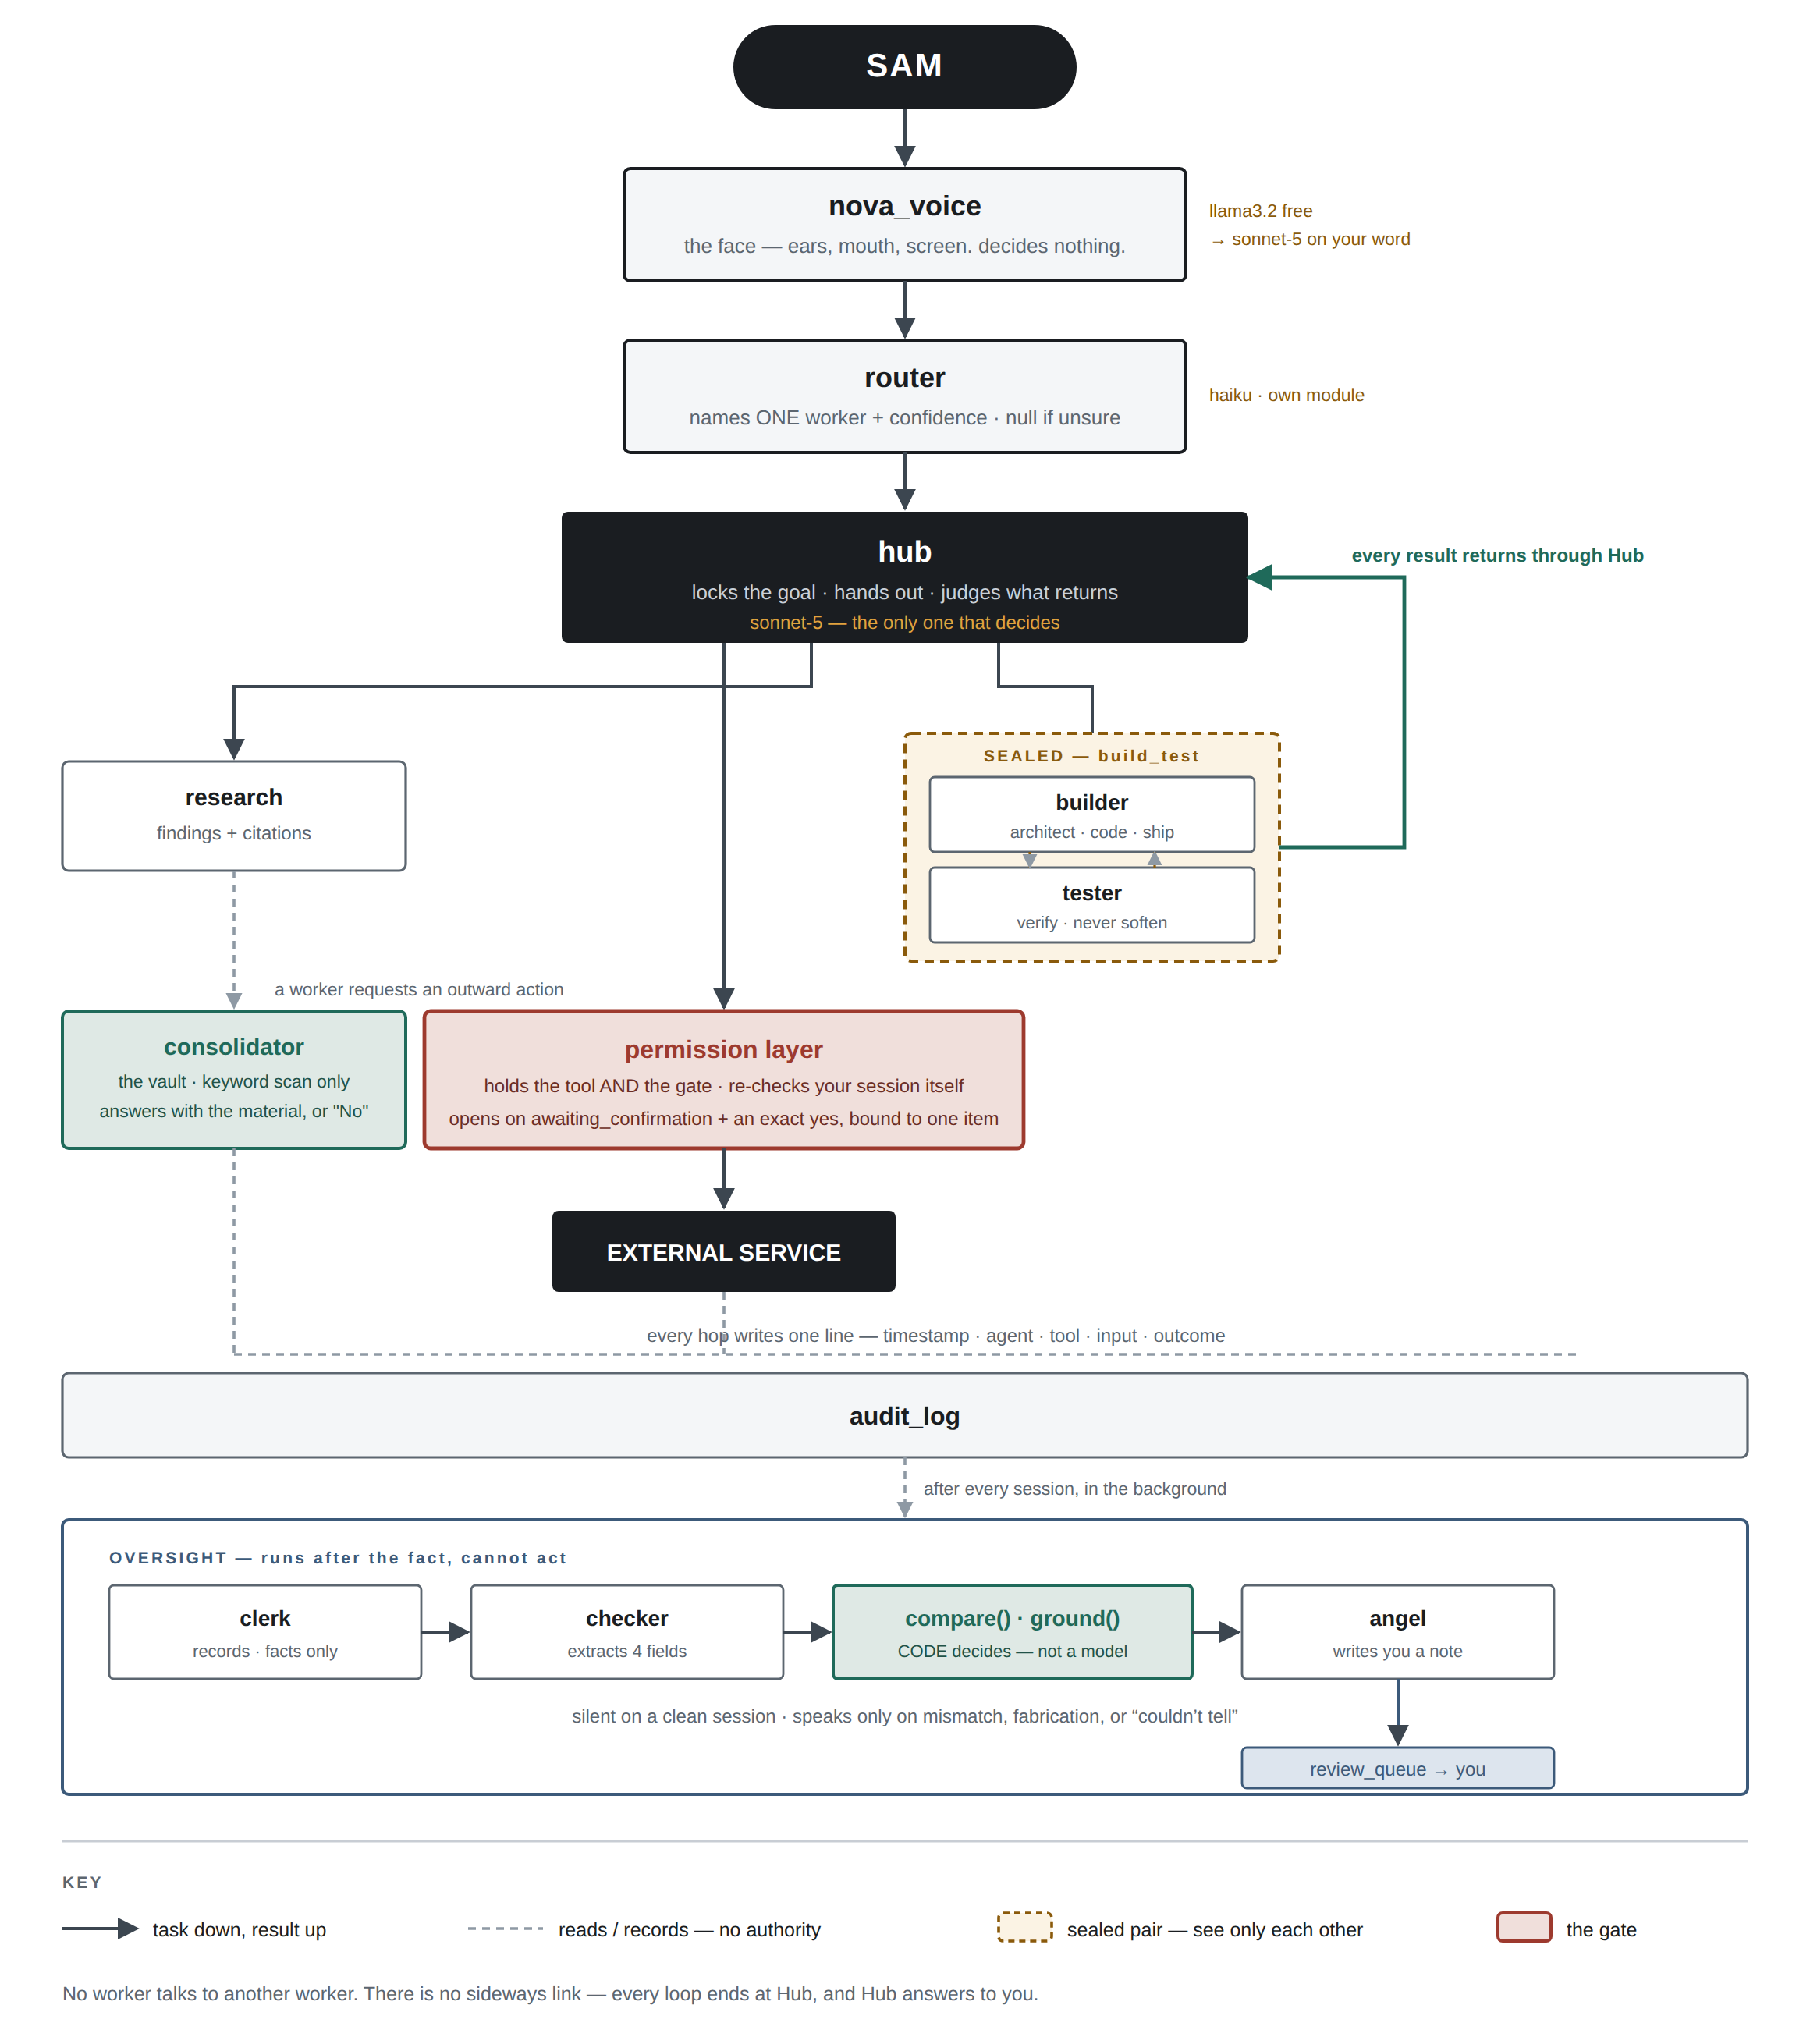 SAM
nova_voice
the face — ears, mouth, screen. decides nothing.
llama3.2 free
→ sonnet-5 on your word
router
names ONE worker + confidence · null if unsure
haiku · own module
hub
locks the goal · hands out · judges what returns
sonnet-5 — the only one that decides
every result returns through Hub
SEALED — build_test
builder
architect · code · ship
tester
verify · never soften
research
findings + citations
a worker requests an outward action
consolidator
the vault · keyword scan only
answers with the material, or "No"
permission layer
holds the tool AND the gate · re-checks your session itself
opens on awaiting_confirmation + an exact yes, bound to one item
EXTERNAL SERVICE
every hop writes one line — timestamp · agent · tool · input · outcome
audit_log
after every session, in the background
OVERSIGHT — runs after the fact, cannot act
clerk
records · facts only
checker
extracts 4 fields
compare() · ground()
CODE decides — not a model
angel
writes you a note
silent on a clean session · speaks only on mismatch, fabrication, or “couldn’t tell”
review_queue → you
KEY
task down, result up
reads / records — no authority
sealed pair — see only each other
the gate
No worker talks to another worker. There is no sideways link — every loop ends at Hub, and Hub answers to you.